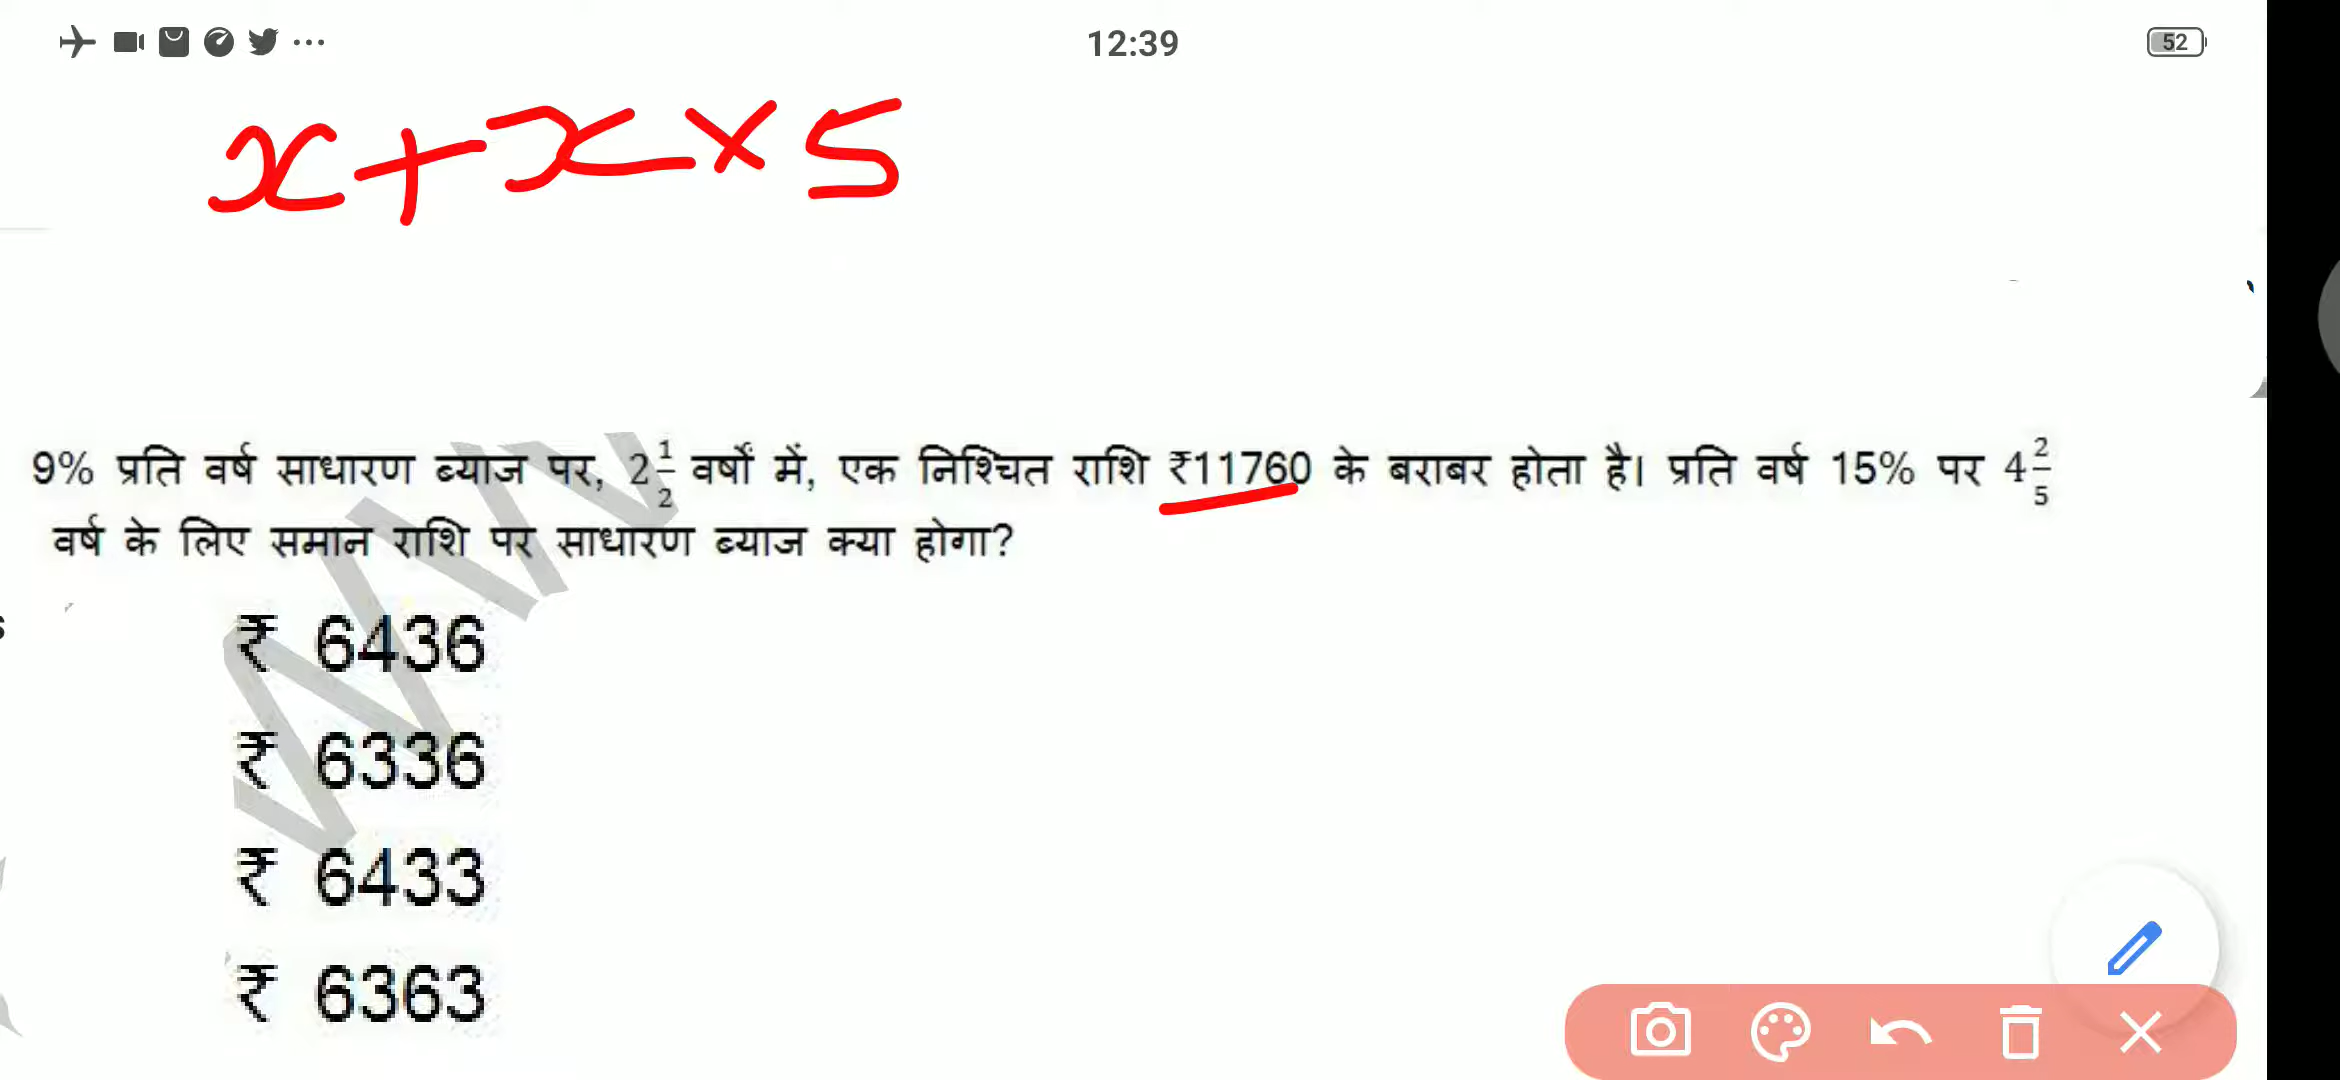 12:39
52
x+x×5
9% प्रति वर्ष साधारण ब्याज पर, 2 1/2 वर्षों में, एक निश्चित राशि ₹11760 के बराबर होता है। प्रति वर्ष 15% पर 4 2/5
वर्ष के लिए समान राशि पर साधारण ब्याज क्या होगा?
₹ 6436
₹ 6336
₹ 6433
₹ 6363